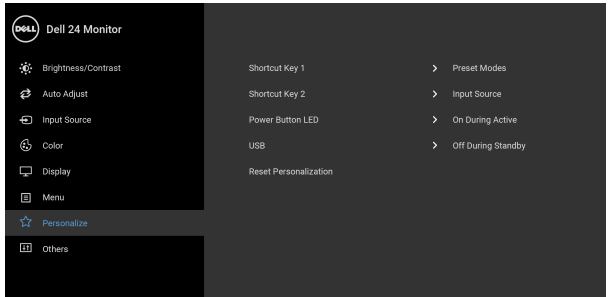 DELL Dell 24 Monitor
Brightness/Contrast
Auto Adjust
Input Source
Color
Display
Menu
Personalize
Others
Shortcut Key 1 > Preset Modes
Shortcut Key 2 > Input Source
Power Button LED > On During Active
USB > Off During Standby
Reset Personalization